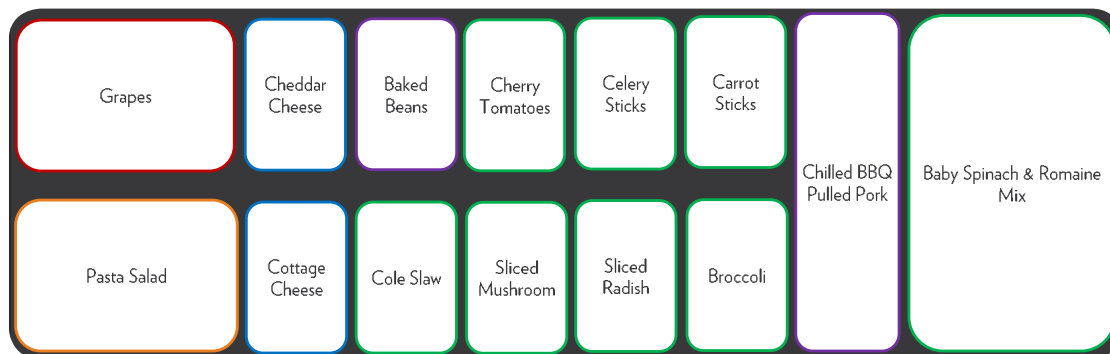 Grapes
Cheddar
Cheese
Baked
Beans
Cherry
Tomatoes
Celery
Sticks
Carrot
Sticks
Chilled BBQ
Pulled Pork
Baby Spinach & Romaine
Mix
Pasta Salad
Cottage
Cheese
Cole Slaw
Sliced
Mushroom
Sliced
Radish
Broccoli